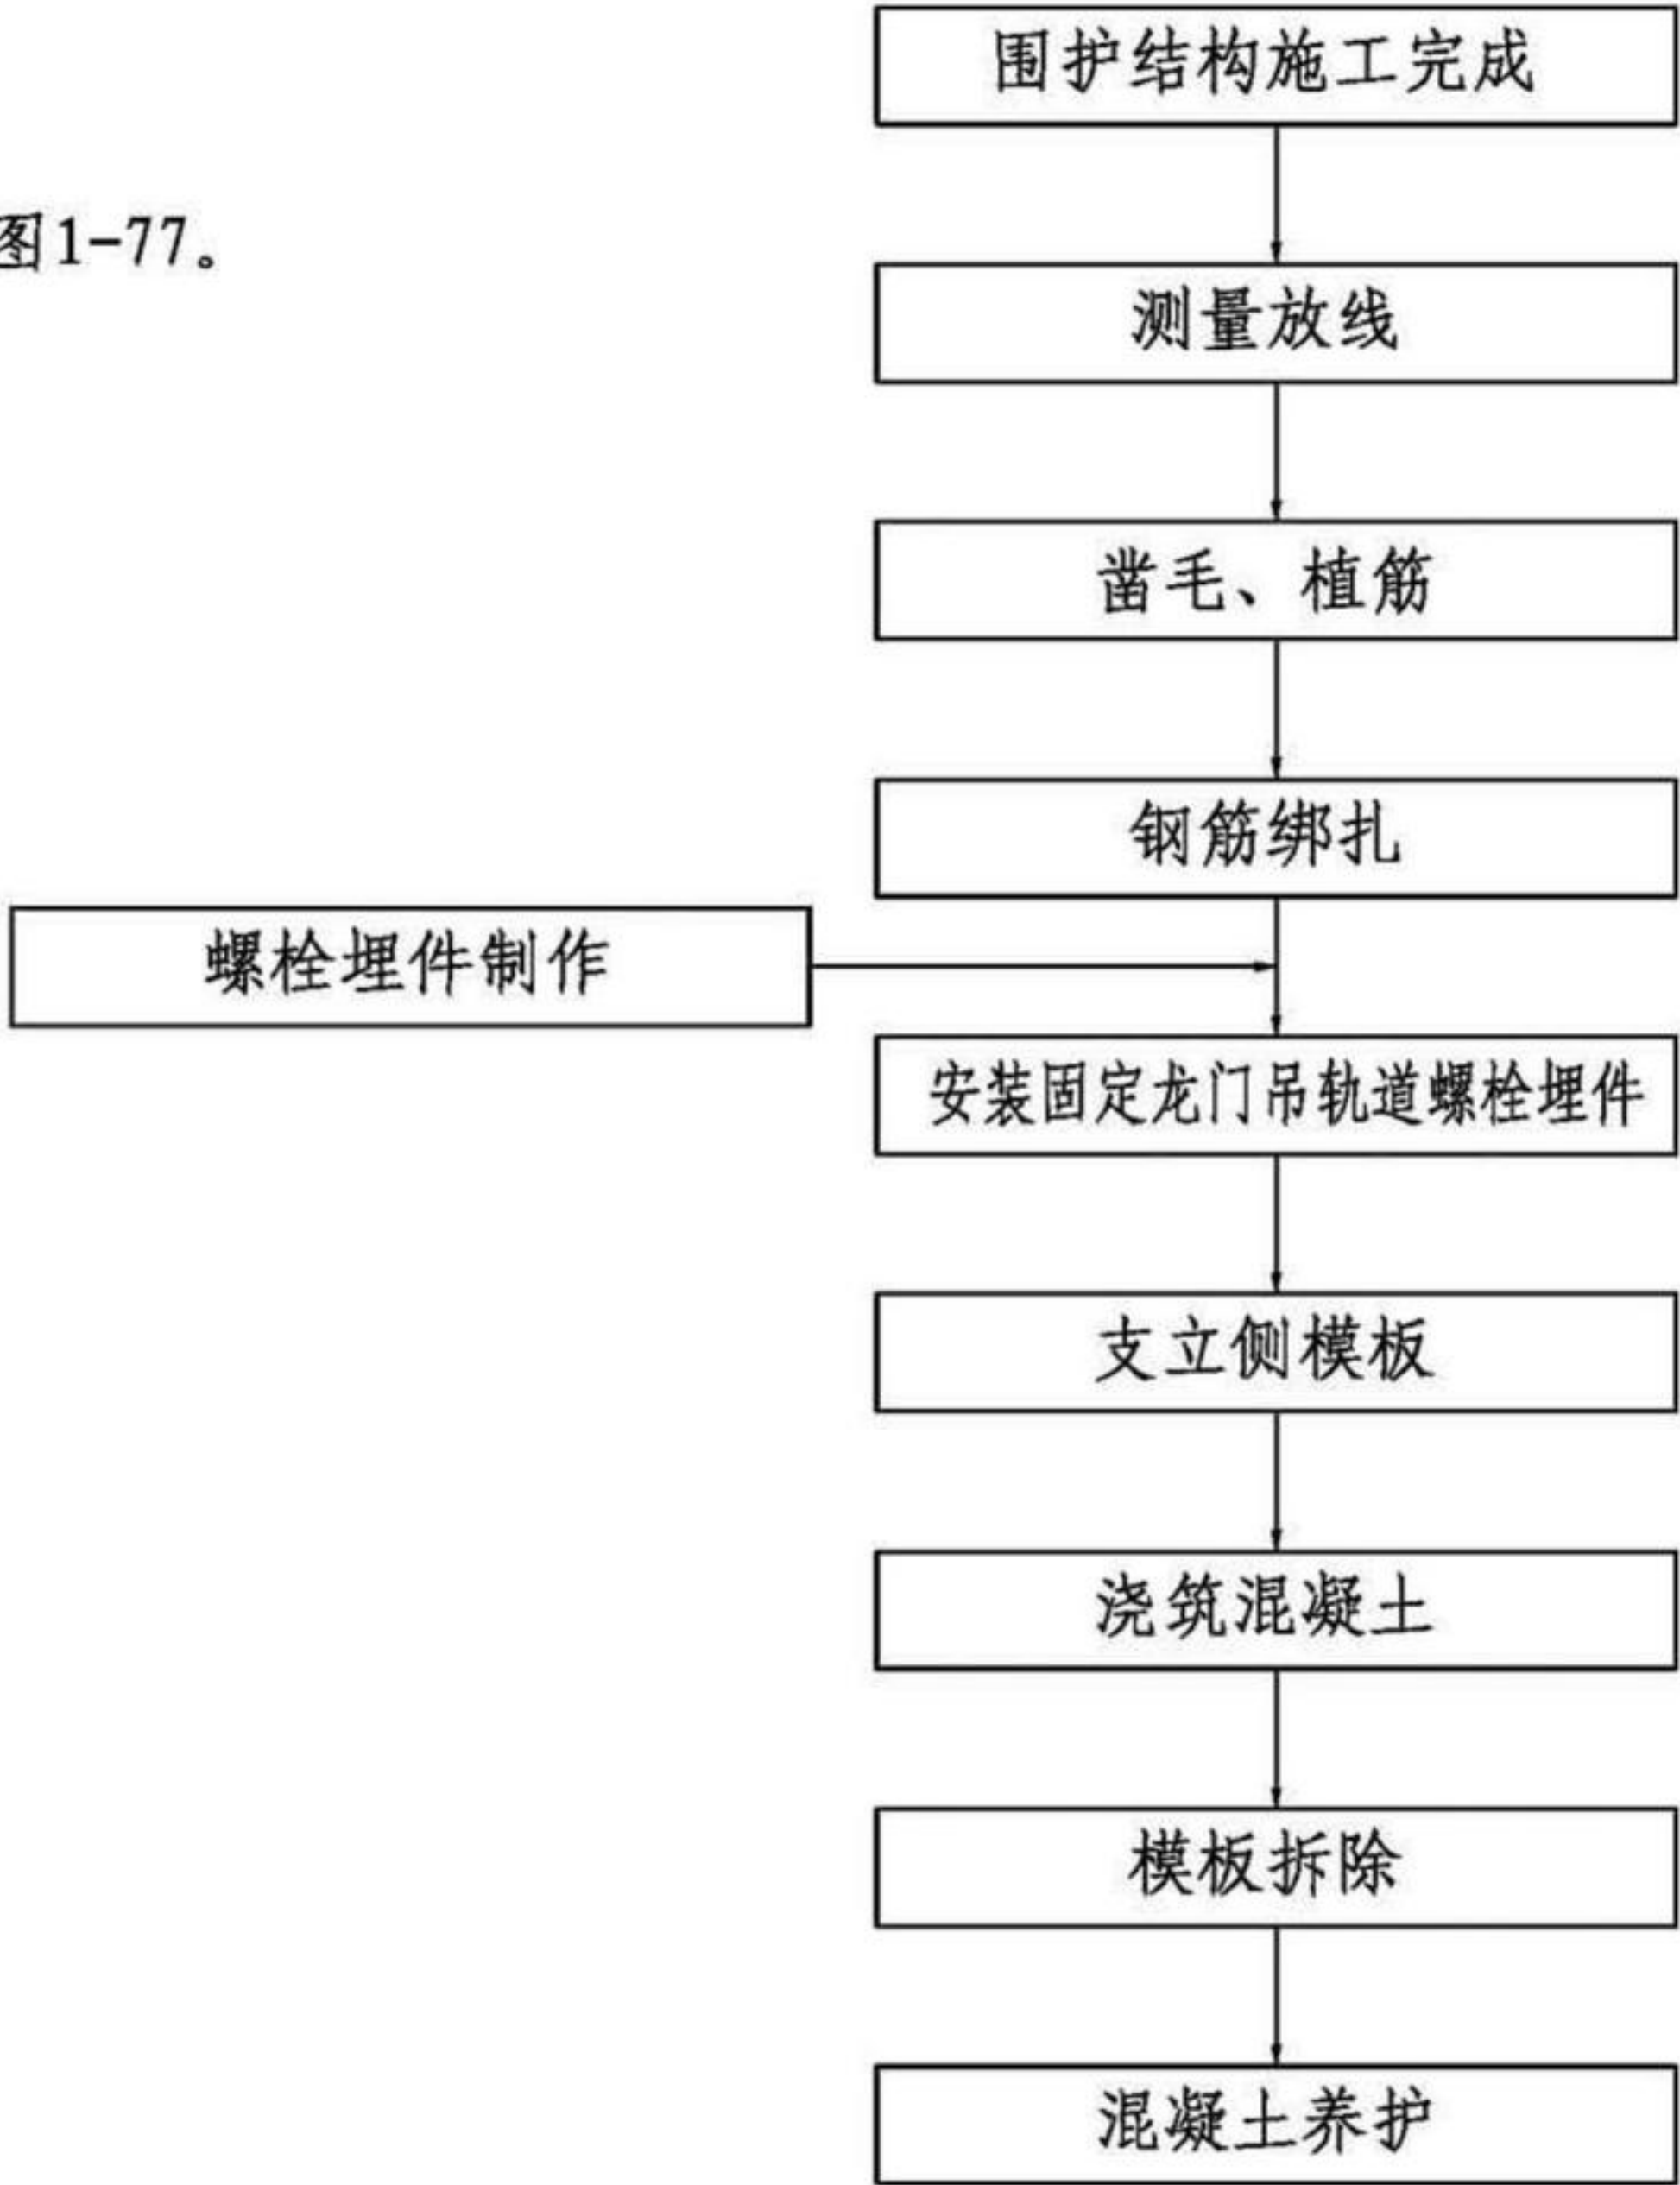 围护结构施工完成
图1-77。
测量放线
凿毛、植筋
钢筋绑扎
螺栓埋件制作
安装固定龙门吊轨道螺栓埋件
支立侧模板
浇筑混凝土
模板拆除
混凝土养护